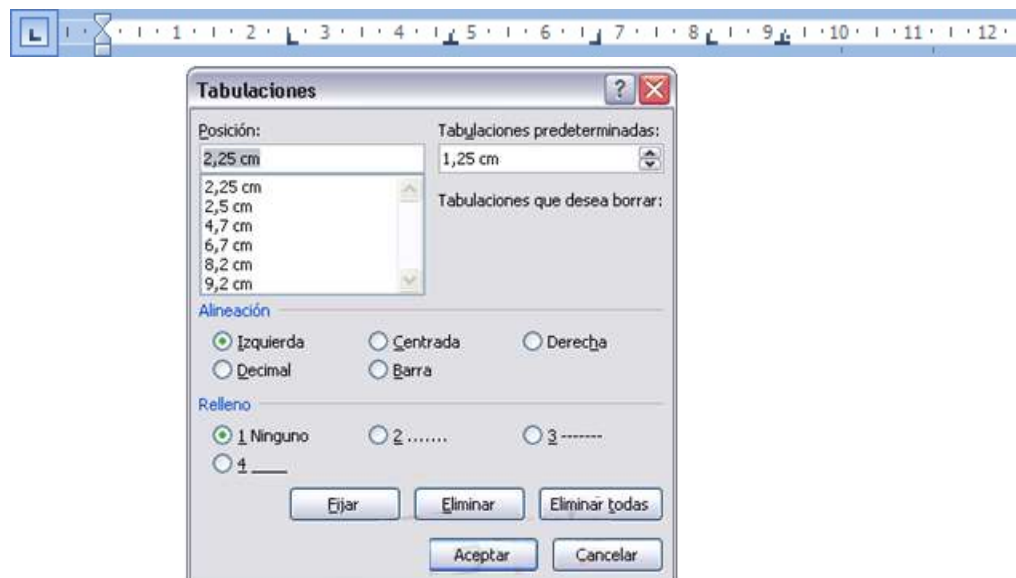 1 2 3 4 5 6 7 8 9 10 11 12
Tabulaciones
Posición:
Tabulaciones predeterminadas:
2,25 cm
1,25 cm
2,25 cm
2,5 cm
4,7 cm
6,7 cm
8,2 cm
9,2 cm
Tabulaciones que desea borrar:
Alineación
Izquierda
Centrada
Derecha
Decimal
Barra
Relleno
1 Ninguno
2 .......
3 -------
4 ____
Fijar
Eliminar
Eliminar todas
Aceptar
Cancelar